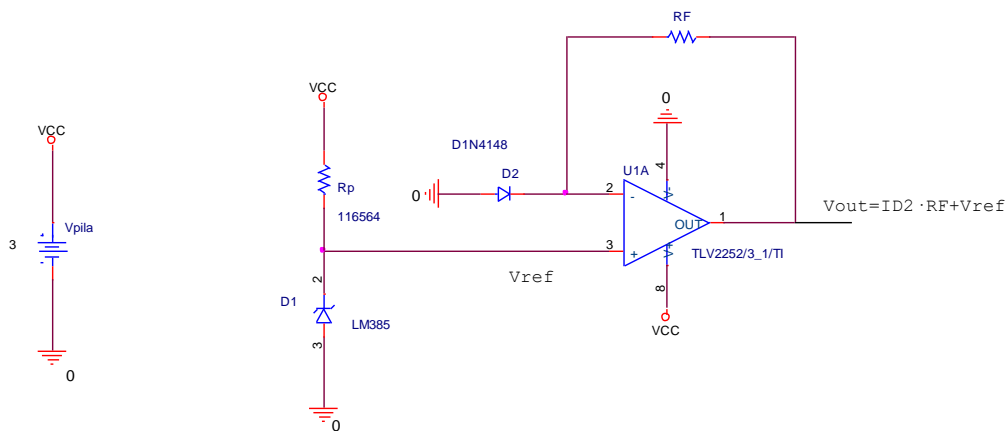 RF
VCC
0
VCC
D1N4148
4
D2
U1A
Rp
0
2
-
V-
116564
Vout=ID2·RF+Vref
Vpila
OUT
1
3
3
+
V+
TLV2252/3_1/TI
Vref
2
8
D1
LM385
VCC
3
0
0